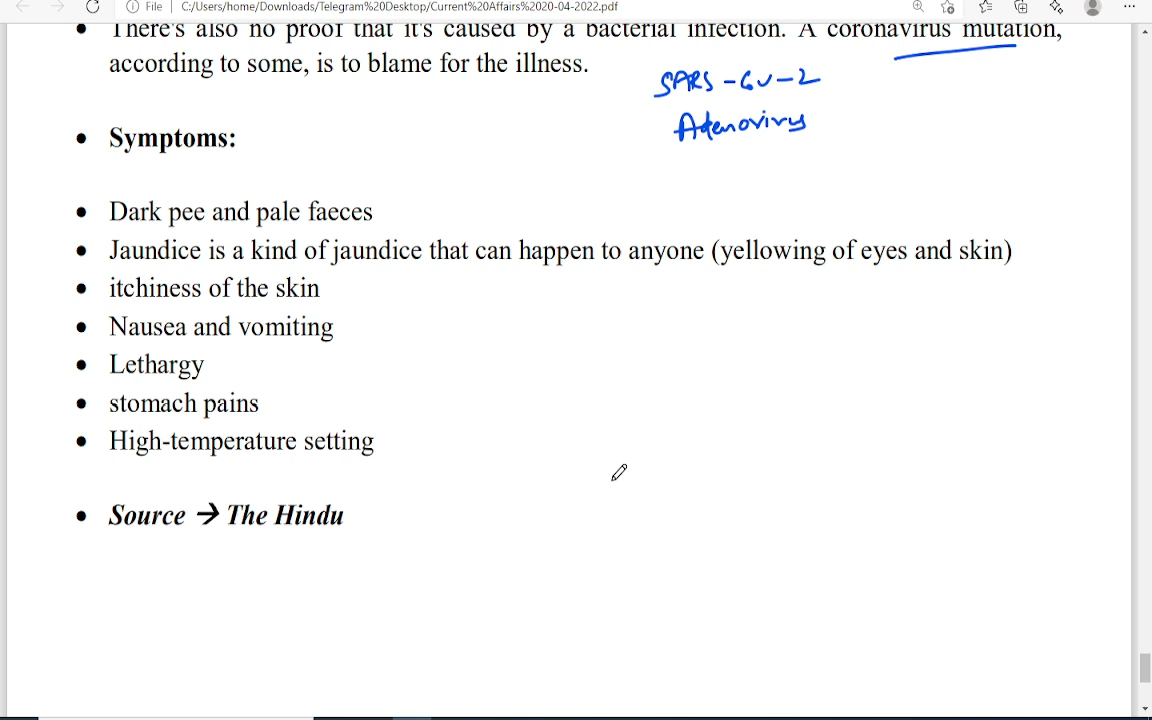 File | C:/Users/home/Downloads/Telegram%20Desktop/Current%20Affairs%2020-04-2022.pdf
• There's also no proof that it's caused by a bacterial infection. A coronavirus mutation,
according to some, is to blame for the illness.
SARS-CoV-2
Adenovirus
• Symptoms:
• Dark pee and pale faeces
• Jaundice is a kind of jaundice that can happen to anyone (yellowing of eyes and skin)
• itchiness of the skin
• Nausea and vomiting
• Lethargy
• stomach pains
• High-temperature setting
• Source → The Hindu